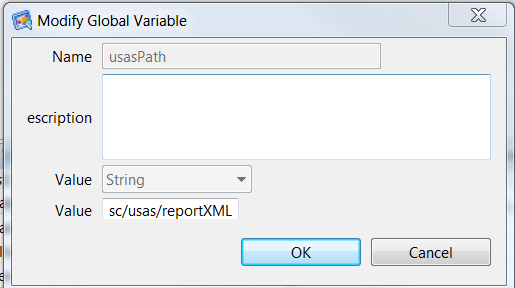 Modify Global Variable
Name usasPath
escription
Value String
Value sc/usas/reportXML
OK Cancel